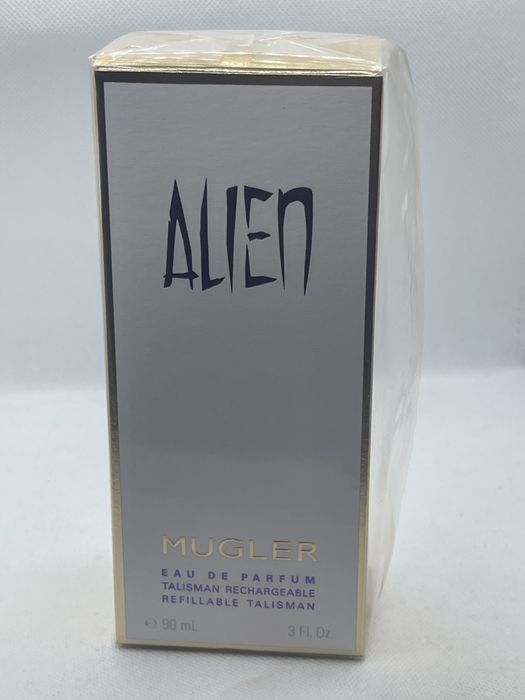 ALIEN
MUGLER
EAU DE PARFUM
TALISMAN RECHARGEABLE
REFILLABLE TALISMAN
℮ 90 mL 3 Fl. Oz.